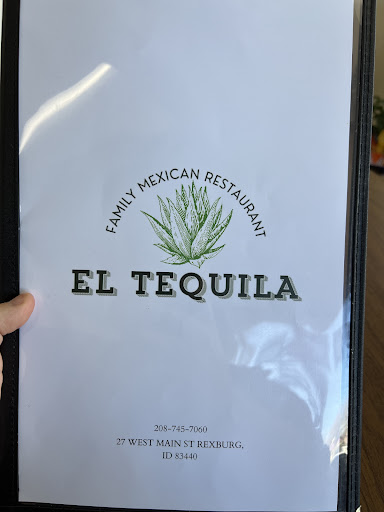 FAMILY MEXICAN RESTAURANT
EL TEQUILA
208-745-7060
27 WEST MAIN ST REXBURG,
ID 83440